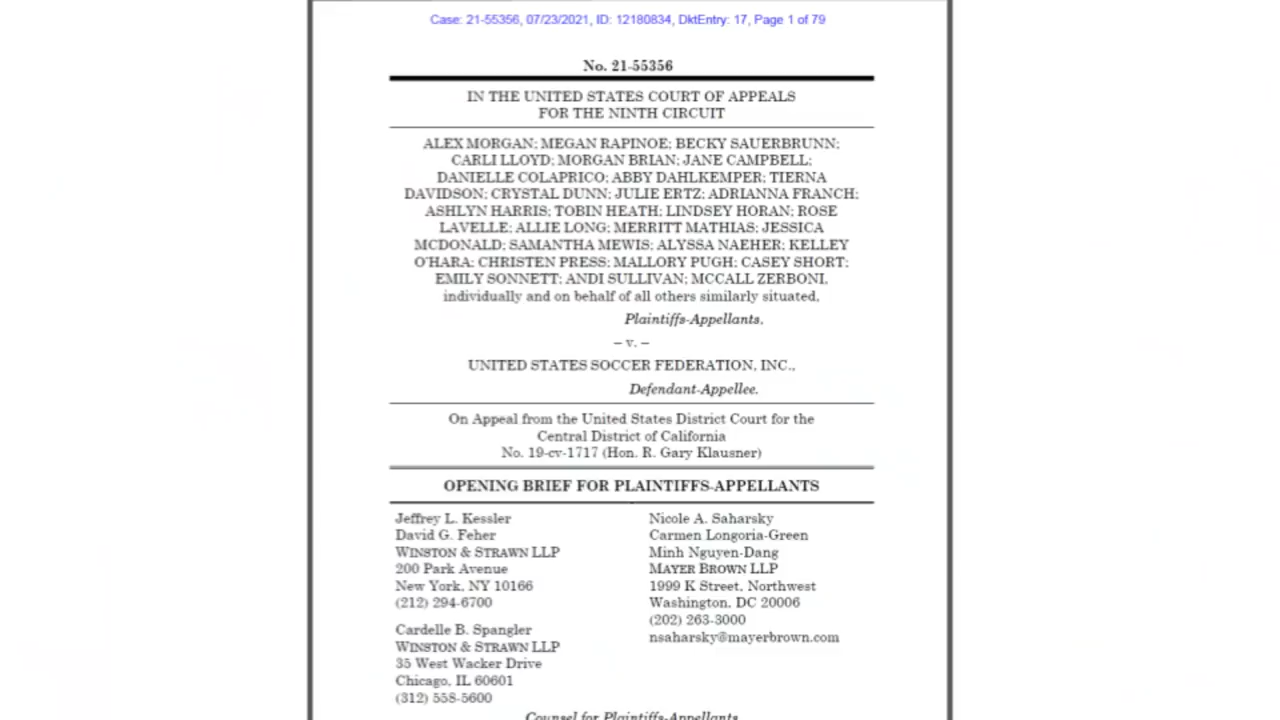 Case: 21-55356, 07/23/2021, ID: 12180834, DktEntry: 17, Page 1 of 79
No. 21-55356
IN THE UNITED STATES COURT OF APPEALS
FOR THE NINTH CIRCUIT
ALEX MORGAN; MEGAN RAPINOE; BECKY SAUERBRUNN;
CARLI LLOYD; MORGAN BRIAN; JANE CAMPBELL;
DANIELLE COLAPRICO; ABBY DAHLKEMPER; TIERNA
DAVIDSON; CRYSTAL DUNN; JULIE ERTZ; ADRIANNA FRANCH;
ASHLYN HARRIS; TOBIN HEATH; LINDSEY HORAN; ROSE
LAVELLE; ALLIE LONG; MERRITT MATHIAS; JESSICA
MCDONALD; SAMANTHA MEWIS; ALYSSA NAEHER; KELLEY
O'HARA; CHRISTEN PRESS; MALLORY PUGH; CASEY SHORT;
EMILY SONNETT; ANDI SULLIVAN; MCCALL ZERBONI,
individually and on behalf of all others similarly situated,
Plaintiffs-Appellants,
– v. –
UNITED STATES SOCCER FEDERATION, INC.,
Defendant-Appellee.
On Appeal from the United States District Court for the
Central District of California
No. 19-cv-1717 (Hon. R. Gary Klausner)
OPENING BRIEF FOR PLAINTIFFS-APPELLANTS
Jeffrey L. Kessler
David G. Feher
WINSTON & STRAWN LLP
200 Park Avenue
New York, NY 10166
(212) 294-6700
Cardelle B. Spangler
WINSTON & STRAWN LLP
35 West Wacker Drive
Chicago, IL 60601
(312) 558-5600
Nicole A. Saharsky
Carmen Longoria-Green
Minh Nguyen-Dang
MAYER BROWN LLP
1999 K Street, Northwest
Washington, DC 20006
(202) 263-3000
nsaharsky@mayerbrown.com
Counsel for Plaintiffs-Appellants